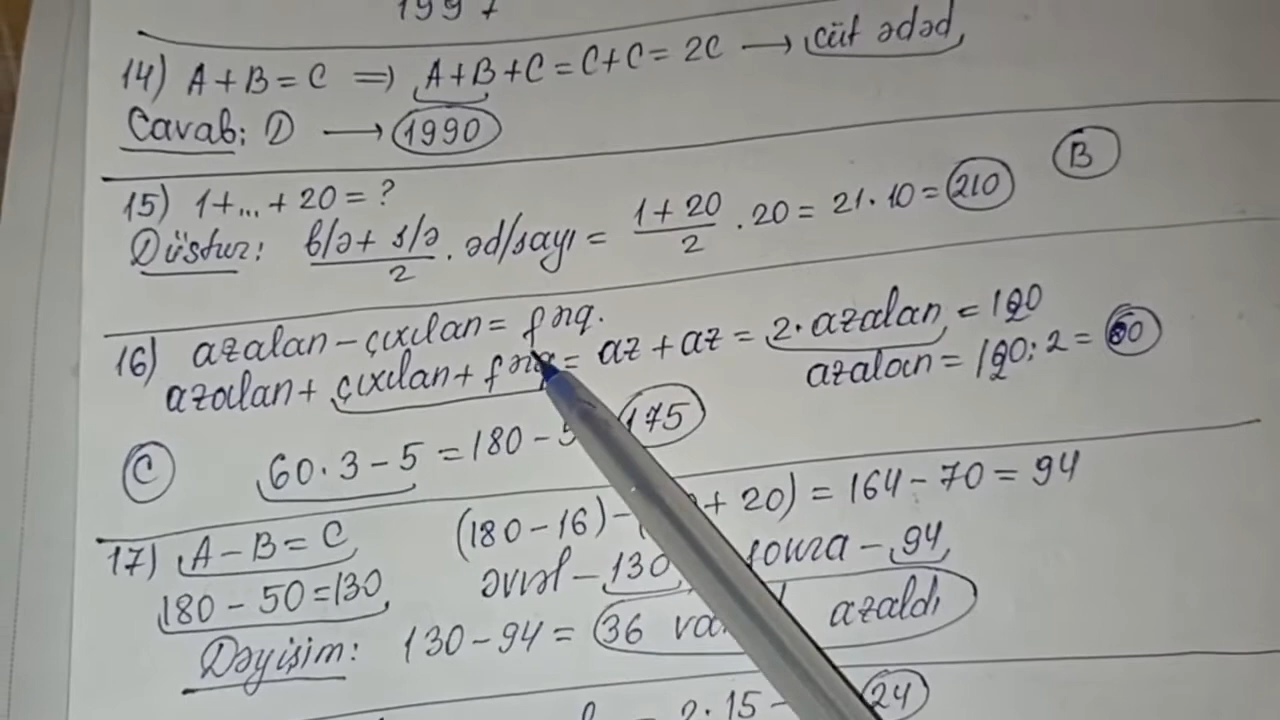 1997
14) A+B=C => A+B+C=C+C=2C → cüt ədəd
Cavab: D → 1990
15) 1+...+20=? B
Düstur: b/ə+s/ə / 2 . əd/sayı = 1+20 / 2 . 20 = 21.10 = 210
16) azalan-çıxılan=fərq.
azalan+çıxılan+fərq= az+az = 2.azalan = 120
azalan = 120:2 = 60
C 60.3-5=180-5 175
17) A-B=C (180-16)- +20)=164-70=94
180-50=130 əvvəl-130 sonra-94
Dəyişim: 130-94= 36 azaldı
2.15- 24